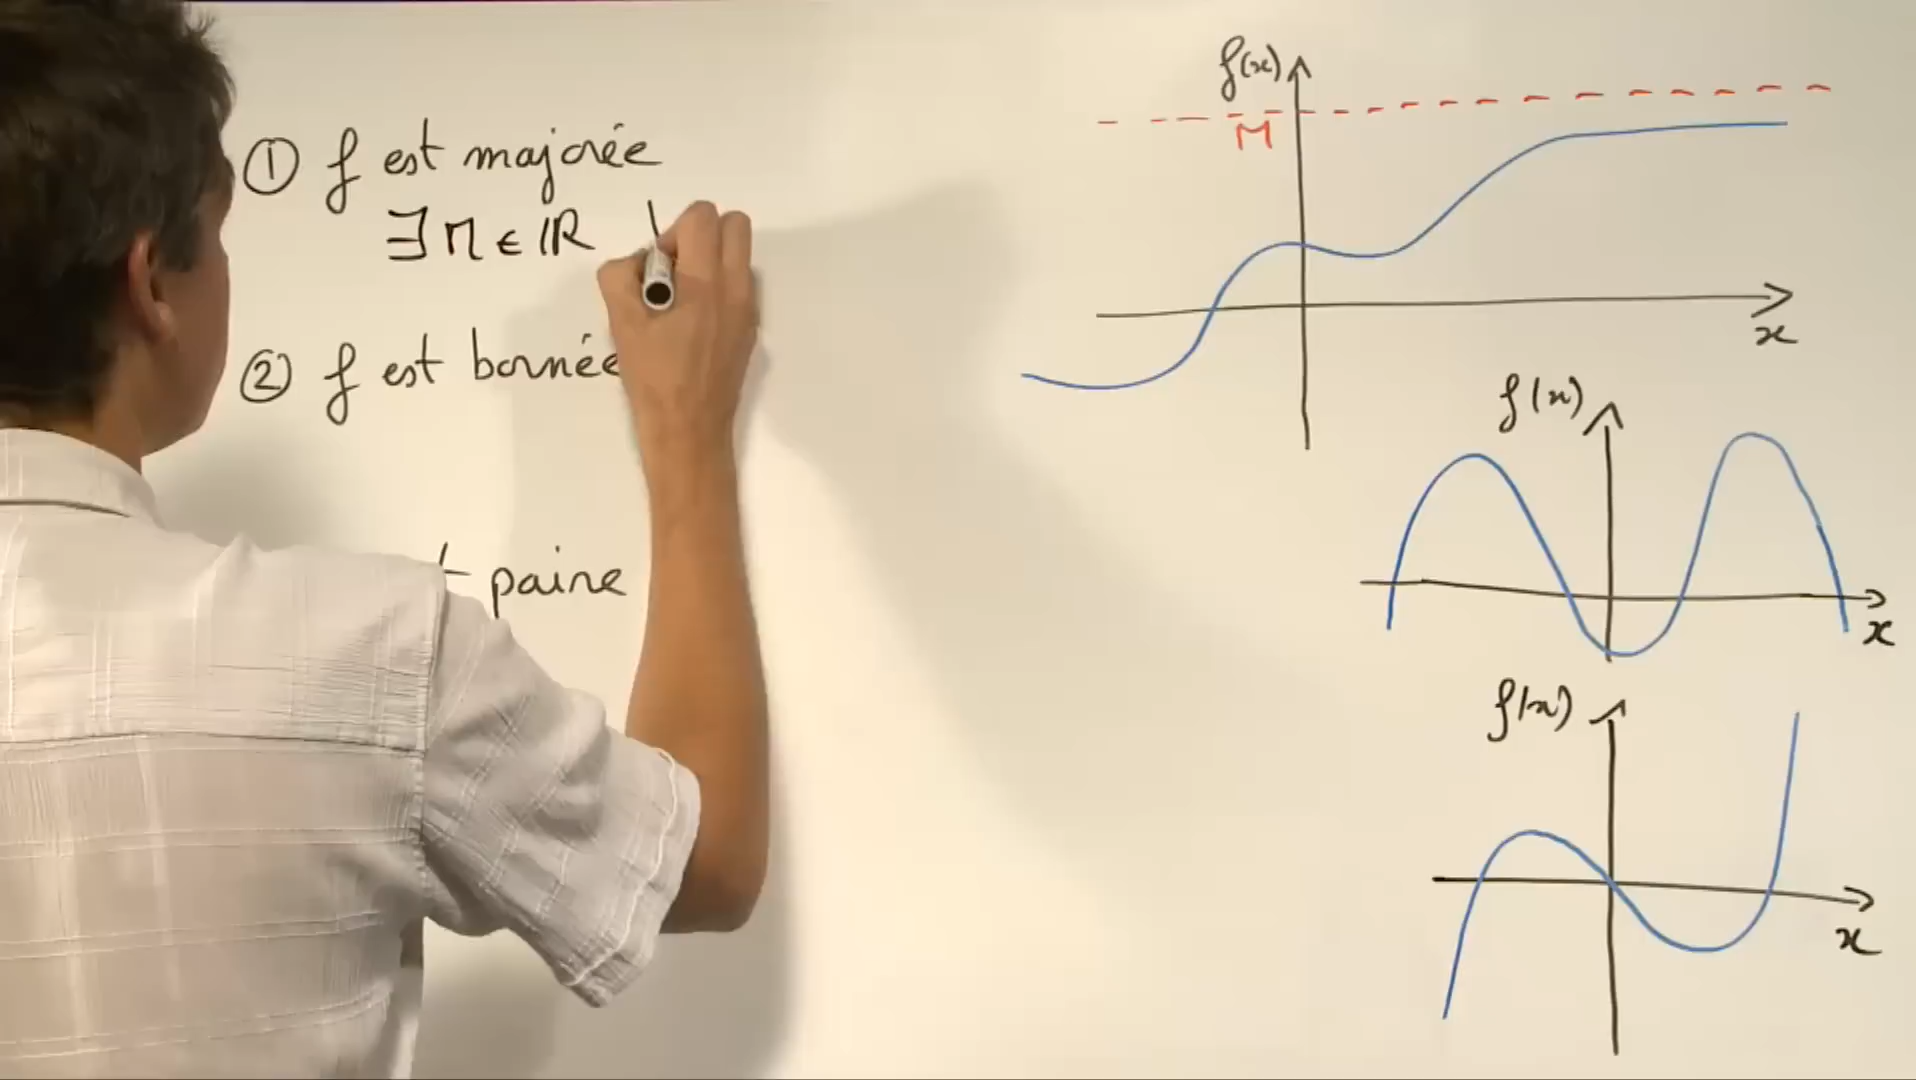 ① f est majorée
∃ M ∈ ℝ
② f est bornée
paire
f(x)
M
x
f(x)
x
f(x)
x